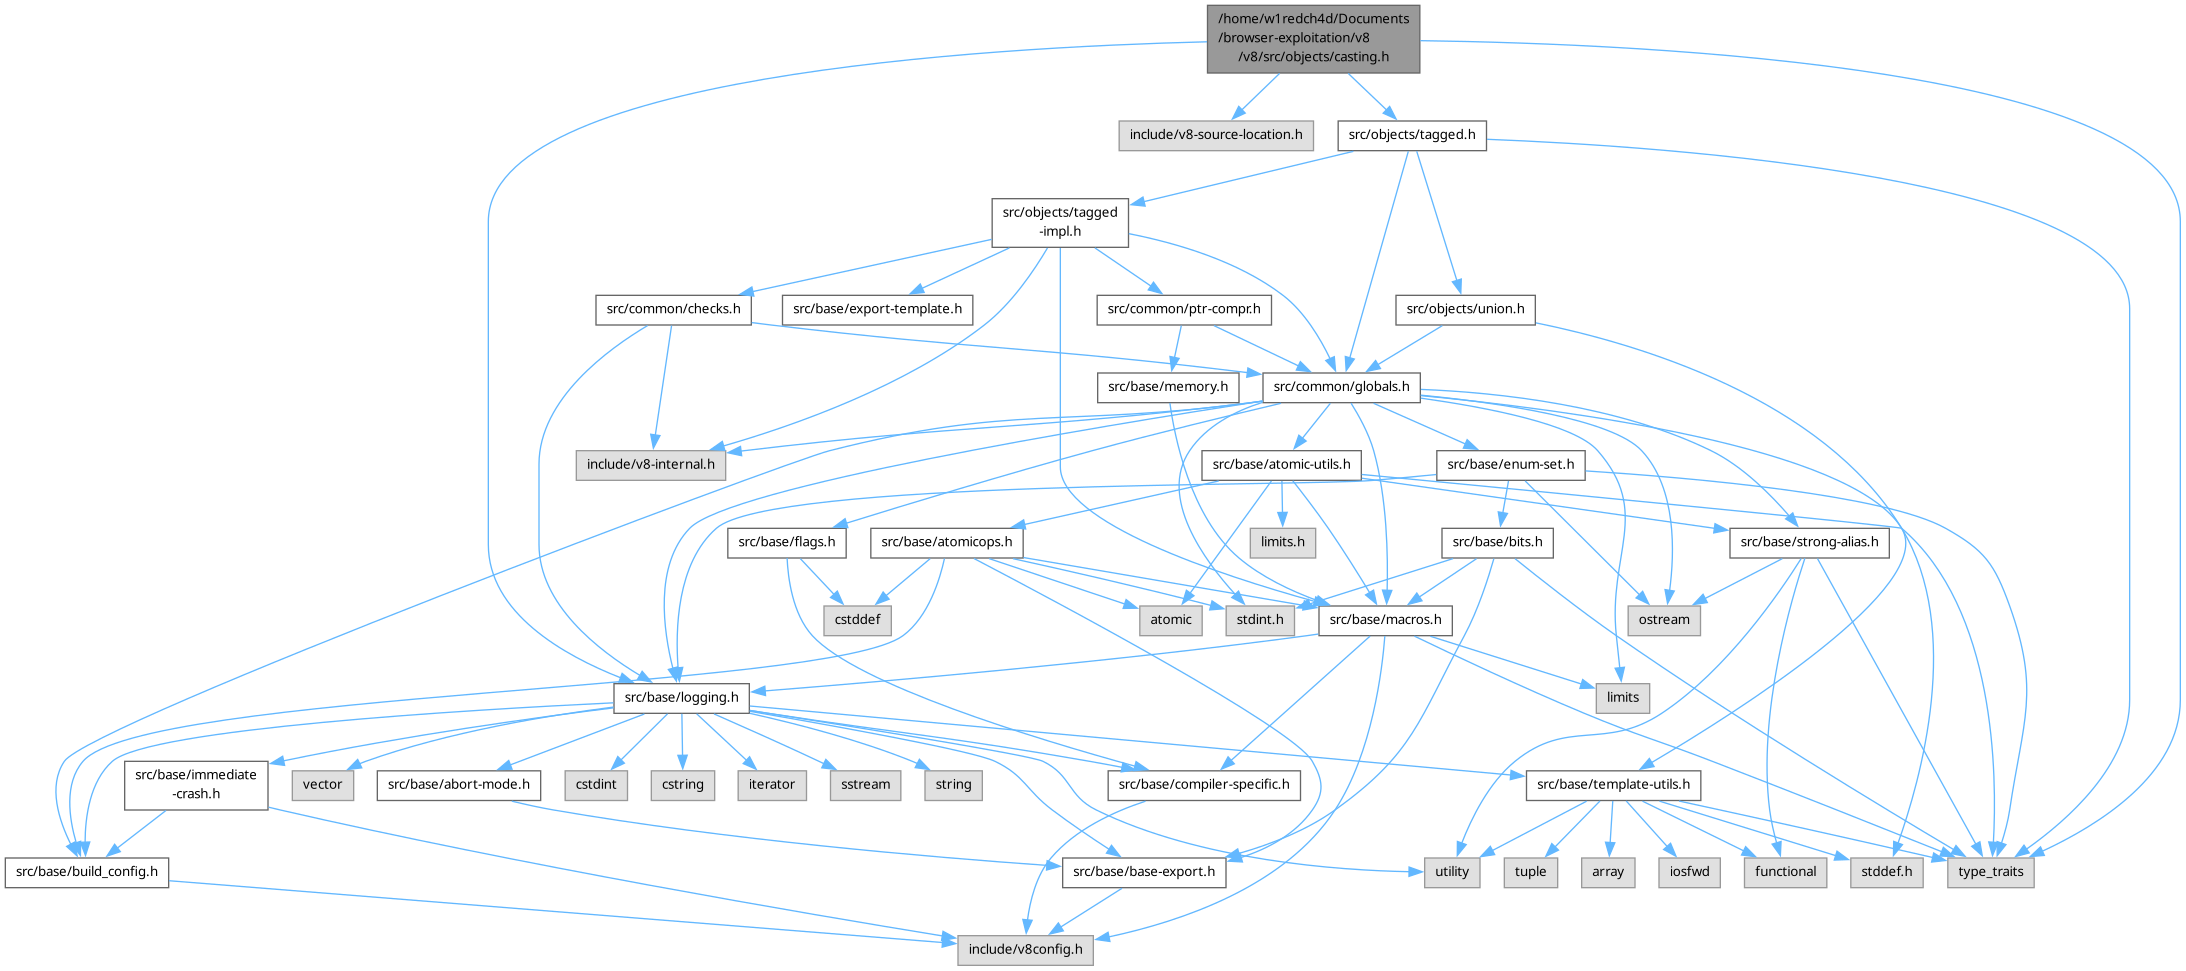 /home/w1redch4d/Documents
/browser-exploitation/v8
/v8/src/objects/casting.h
include/v8-source-location.h
src/objects/tagged.h
src/objects/tagged
-impl.h
src/common/checks.h
src/base/export-template.h
src/common/ptr-compr.h
src/objects/union.h
src/base/memory.h
src/common/globals.h
include/v8-internal.h
src/base/atomic-utils.h
src/base/enum-set.h
src/base/flags.h
src/base/atomicops.h
limits.h
src/base/bits.h
src/base/strong-alias.h
cstddef
atomic
stdint.h
src/base/macros.h
ostream
src/base/logging.h
limits
src/base/immediate
-crash.h
vector
src/base/abort-mode.h
cstdint
cstring
iterator
sstream
string
src/base/compiler-specific.h
src/base/template-utils.h
src/base/build_config.h
src/base/base-export.h
utility
tuple
array
iosfwd
functional
stddef.h
type_traits
include/v8config.h